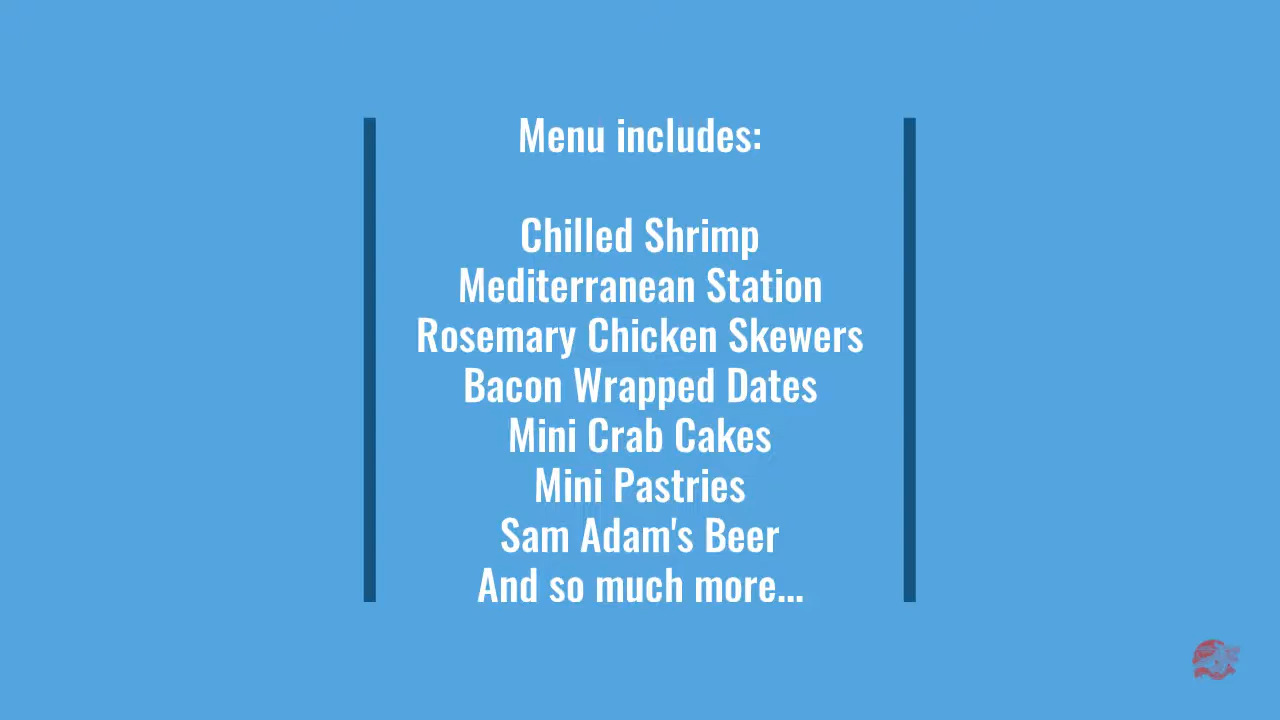 Menu includes:
Chilled Shrimp
Mediterranean Station
Rosemary Chicken Skewers
Bacon Wrapped Dates
Mini Crab Cakes
Mini Pastries
Sam Adam's Beer
And so much more...